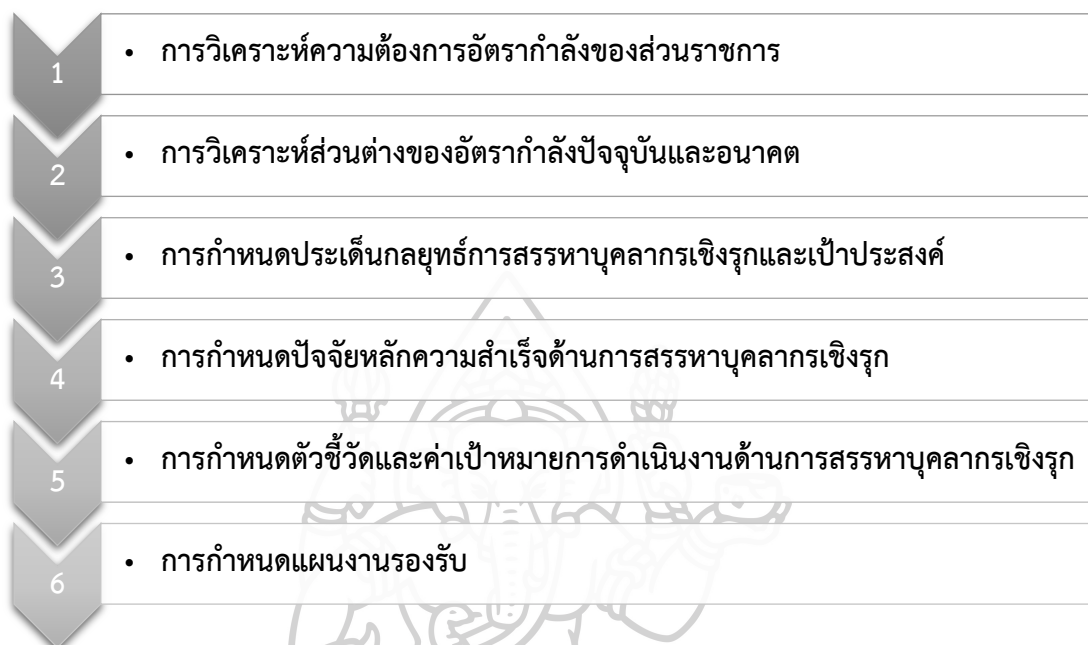 1
• การวิเคราะห์ความต้องการอัตรากำลังของส่วนราชการ
2
• การวิเคราะห์ส่วนต่างของอัตรากำลังปัจจุบันและอนาคต
3
• การกำหนดประเด็นกลยุทธ์การสรรหาบุคลากรเชิงรุกและเป้าประสงค์
4
• การกำหนดปัจจัยหลักความสำเร็จด้านการสรรหาบุคลากรเชิงรุก
5
• การกำหนดตัวชี้วัดและค่าเป้าหมายการดำเนินงานด้านการสรรหาบุคลากรเชิงรุก
6
• การกำหนดแผนงานรองรับ